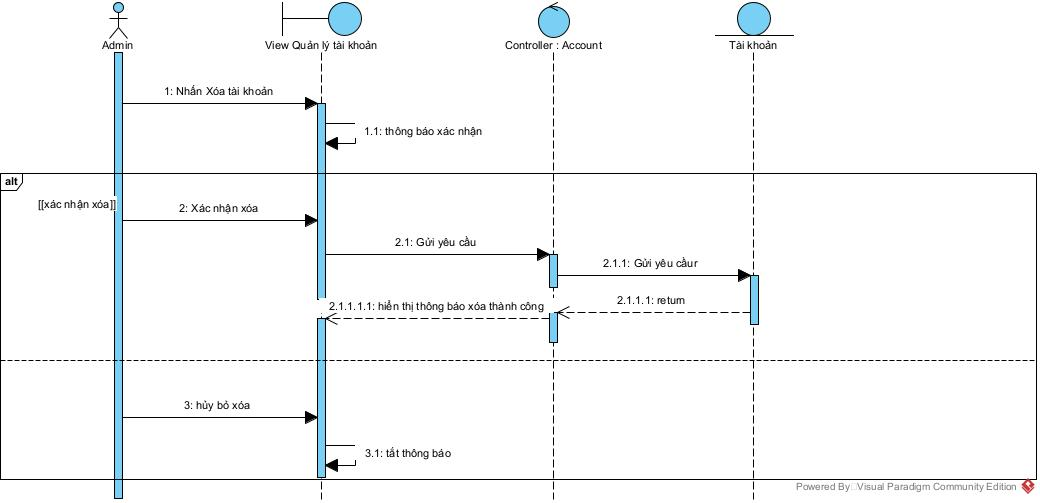 Admin
View Quản lý tài khoản
Controller : Account
Tài khoản
1: Nhấn Xóa tài khoản
1.1: thông báo xác nhận
alt
[[xác nhận xóa]]
2: Xác nhận xóa
2.1: Gửi yêu cầu
2.1.1: Gửi yêu cầur
2.1.1.1: return
2.1.1.1.1: hiển thị thông báo xóa thành công
3: hủy bỏ xóa
3.1: tắt thông báo
Powered By Visual Paradigm Community Edition